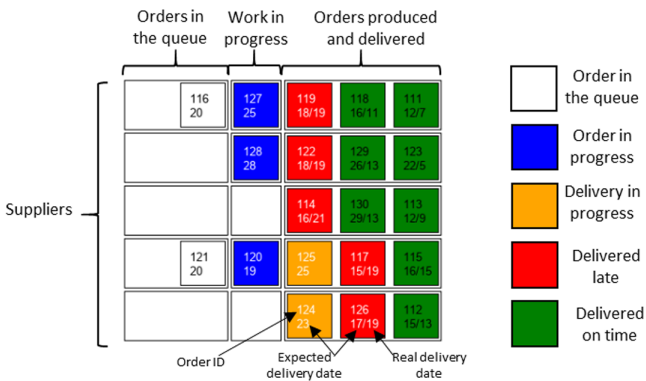 Orders in
the queue
Work in
progress
Orders produced
and delivered
Suppliers
116
20
127
25
119
18/19
118
16/11
111
12/7
128
28
122
18/19
129
26/13
123
22/5
114
16/21
130
29/13
113
12/9
121
20
120
19
125
25
117
15/19
115
16/15
124
23
126
17/19
112
15/13
Order ID
Expected
delivery date
Real delivery
date
Order in
the queue
Order in
progress
Delivery in
progress
Delivered
late
Delivered
on time